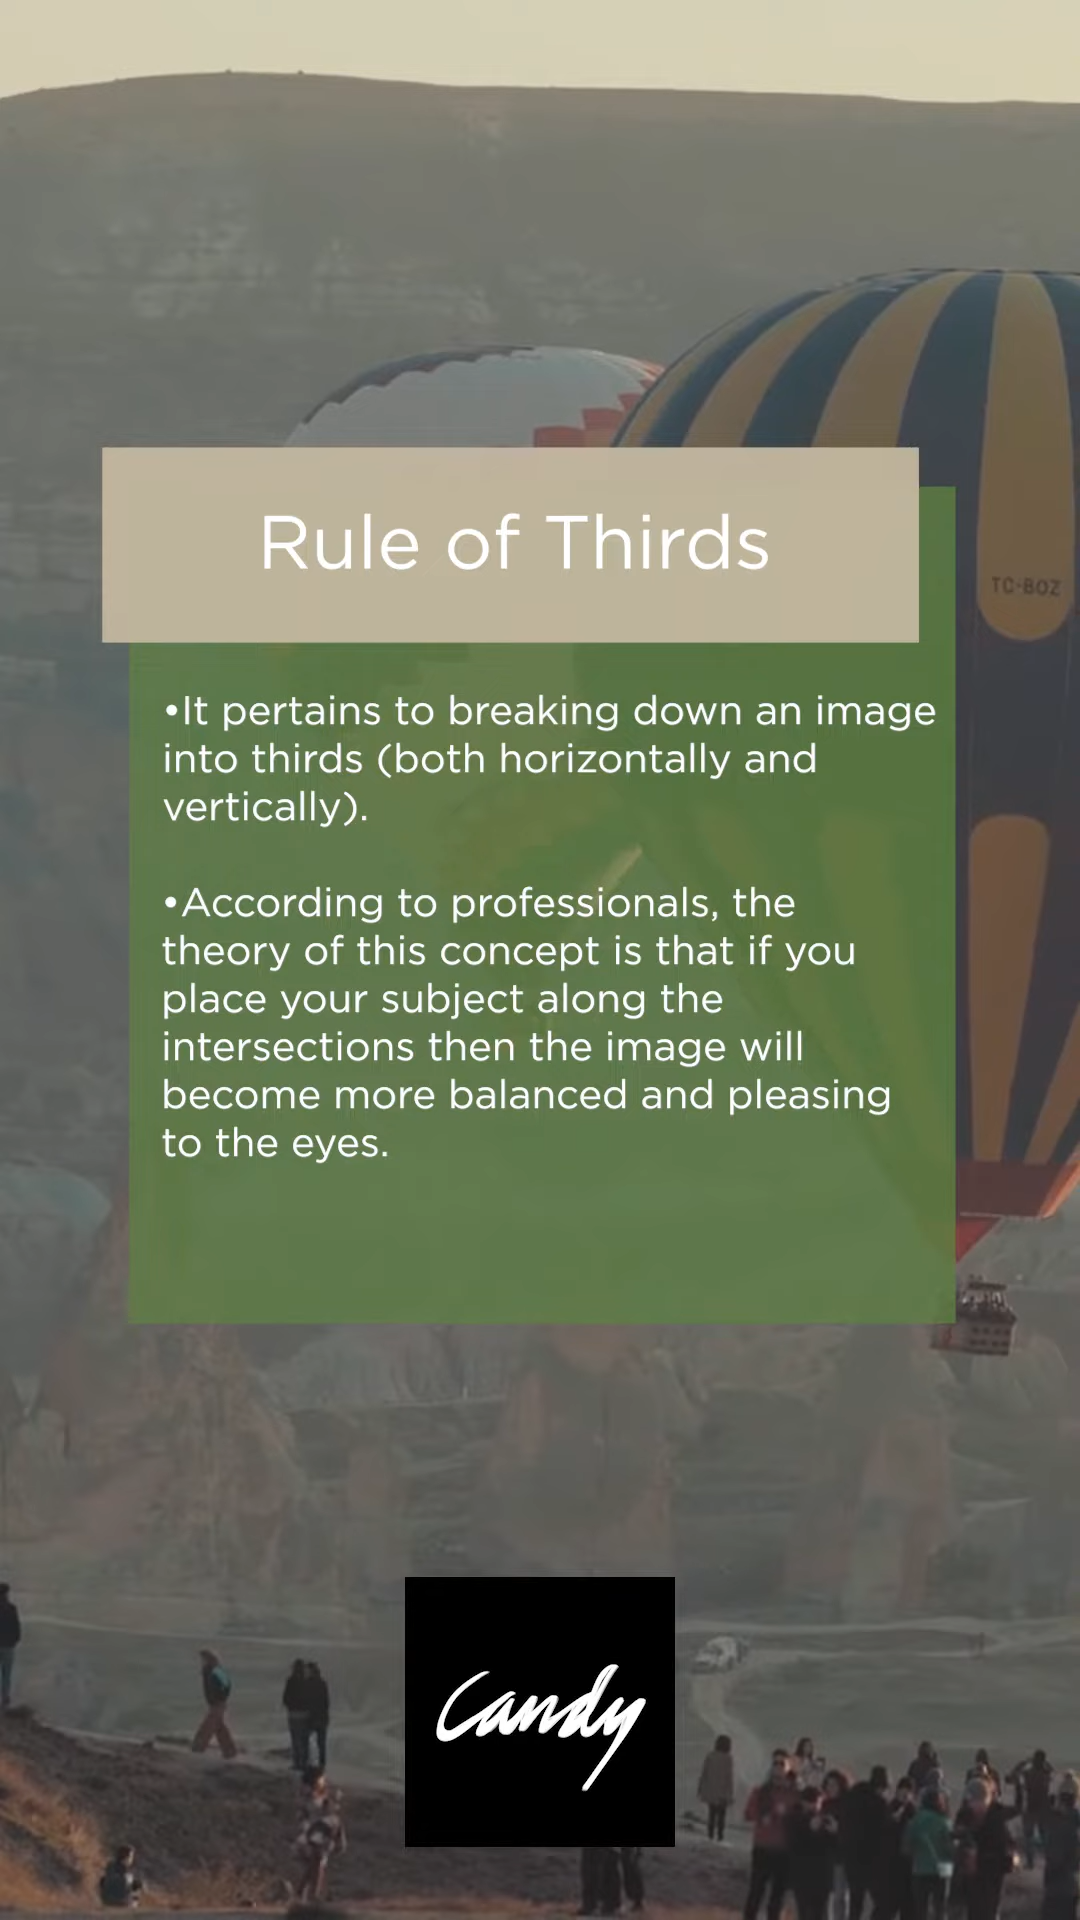 TC-BOZ
Rule of Thirds
•It pertains to breaking down an image
into thirds (both horizontally and
vertically).
•According to professionals, the
theory of this concept is that if you
place your subject along the
intersections then the image will
become more balanced and pleasing
to the eyes.
Candy